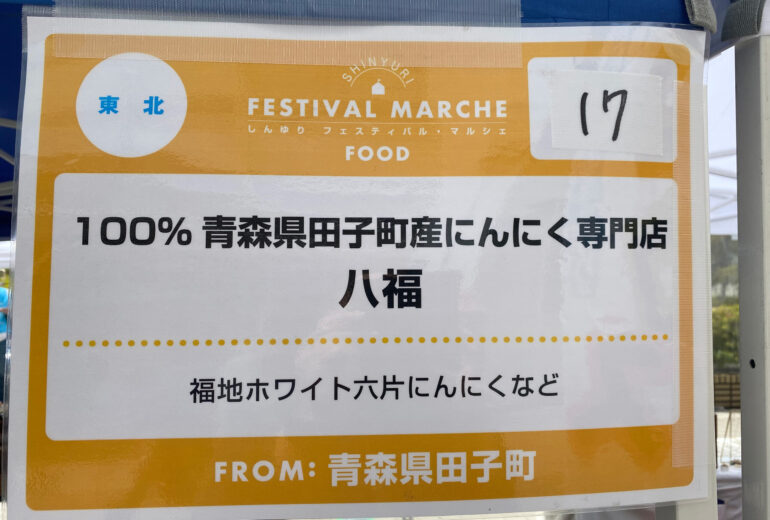 東北
SHINYURI
FESTIVAL MARCHE
しんゆり フェスティバル・マルシェ
FOOD
17
100% 青森県田子町産にんにく専門店
八福
福地ホワイト六片にんにくなど
FROM: 青森県田子町